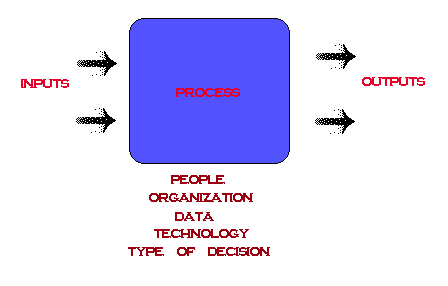 INPUTS
PROCESS
OUTPUTS
PEOPLE
ORGANIZATION
DATA
TECHNOLOGY
TYPE OF DECISION